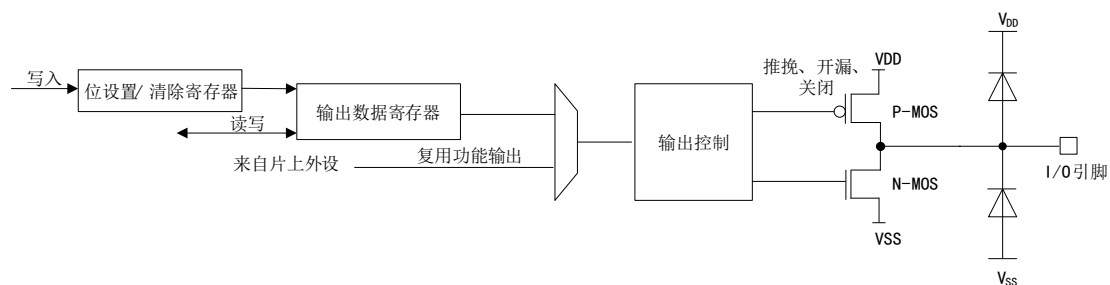 写入
位设置/ 清除寄存器
读写
输出数据寄存器
来自片上外设
复用功能输出
输出控制
推挽、开漏、
关闭
VDD
P-MOS
N-MOS
VSS
VDD
I/O引脚
VSS